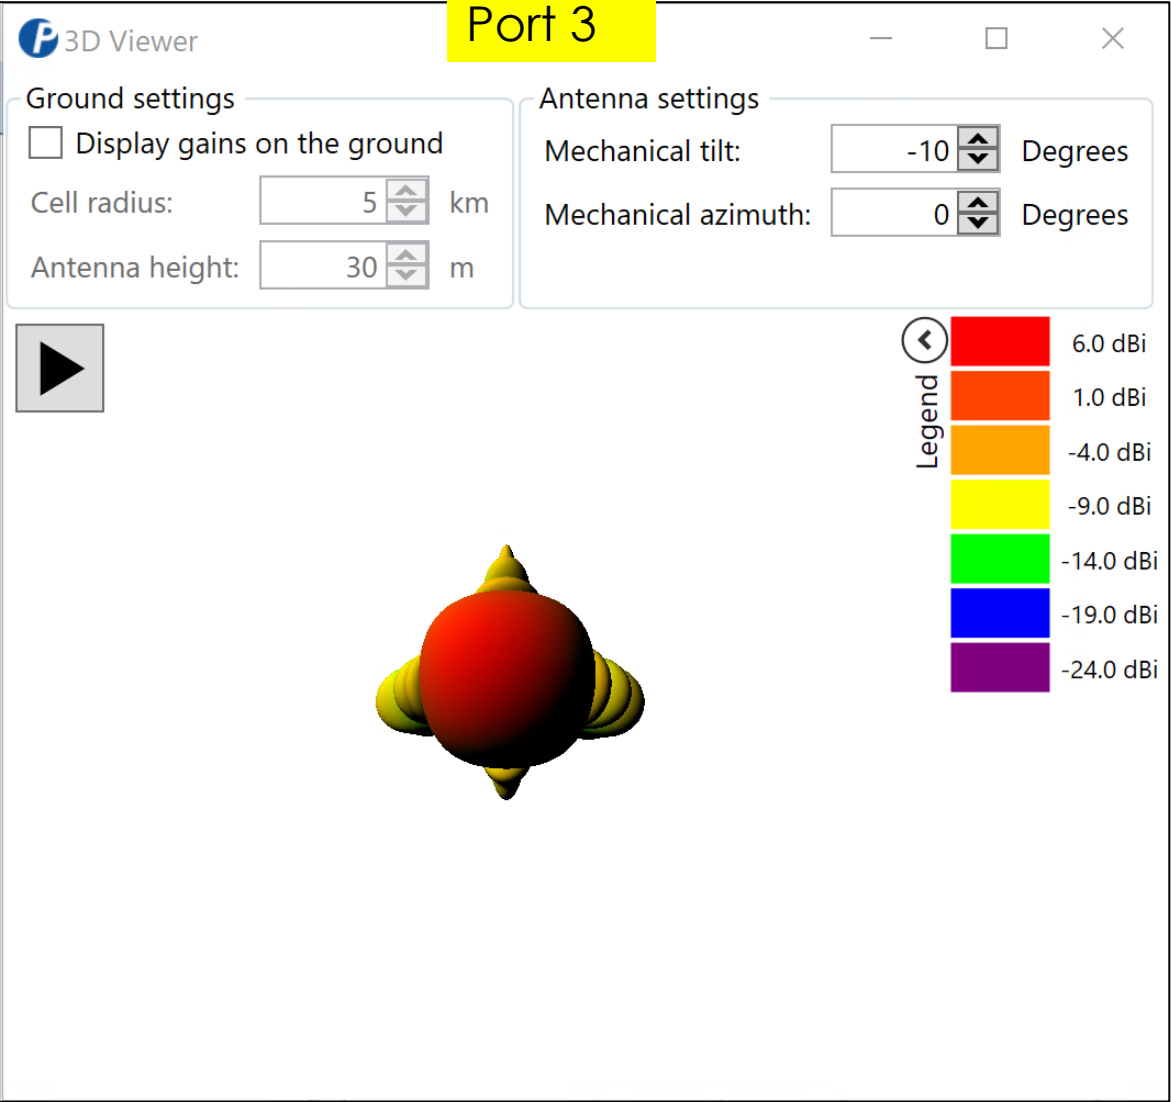 Port 3
3D Viewer
Ground settings
Display gains on the ground
Cell radius: 5 km
Antenna height: 30 m
Antenna settings
Mechanical tilt: -10 Degrees
Mechanical azimuth: 0 Degrees
Legend
6.0 dBi
1.0 dBi
-4.0 dBi
-9.0 dBi
-14.0 dBi
-19.0 dBi
-24.0 dBi